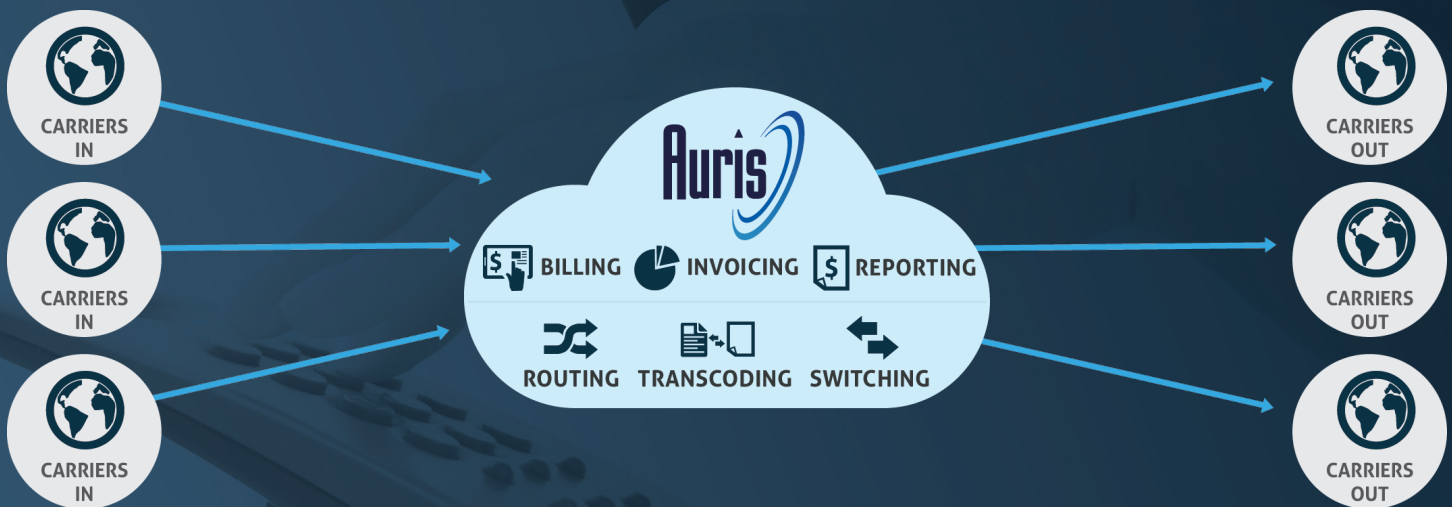 CARRIERS
IN
CARRIERS
IN
CARRIERS
IN
Auris
$ BILLING INVOICING $ REPORTING
ROUTING TRANSCODING SWITCHING
CARRIERS
OUT
CARRIERS
OUT
CARRIERS
OUT